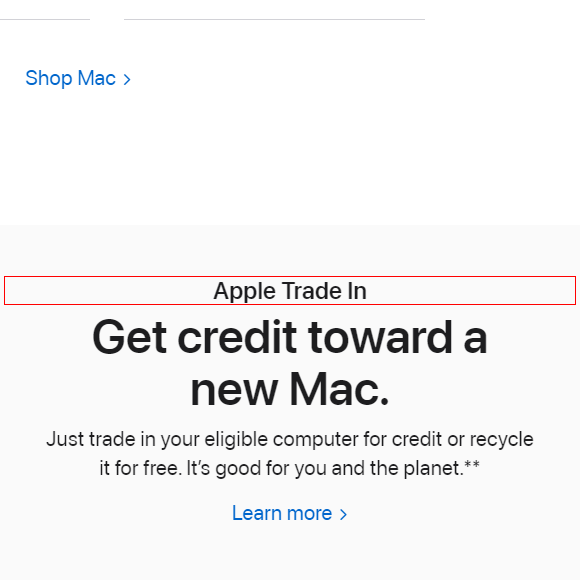 Shop Mac >
Apple Trade In
Get credit toward a
new Mac.
Just trade in your eligible computer for credit or recycle
it for free. It’s good for you and the planet.**
Learn more >